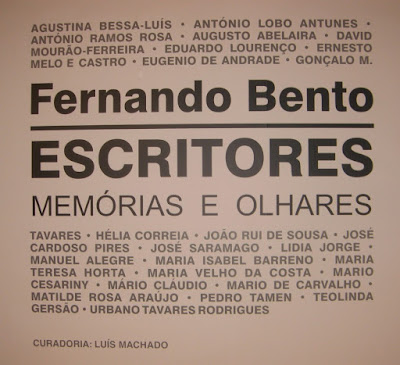 AGUSTINA BESSA-LUÍS • ANTÓNIO LOBO ANTUNES •
ANTÓNIO RAMOS ROSA • AUGUSTO ABELAIRA • DAVID
MOURÃO-FERREIRA • EDUARDO LOURENÇO • ERNESTO
MELO E CASTRO • EUGENIO DE ANDRADE • GONÇALO M.
Fernando Bento
ESCRITORES
MEMÓRIAS E OLHARES
TAVARES • HÉLIA CORREIA • JOÃO RUI DE SOUSA • JOSÉ
CARDOSO PIRES • JOSÉ SARAMAGO • LIDIA JORGE •
MANUEL ALEGRE • MARIA ISABEL BARRENO • MARIA
TERESA HORTA • MARIA VELHO DA COSTA • MARIO
CESARINY • MÁRIO CLÁUDIO • MARIO DE CARVALHO •
MATILDE ROSA ARAÚJO • PEDRO TAMEN • TEOLINDA
GERSÃO • URBANO TAVARES RODRIGUES
CURADORIA: LUÍS MACHADO